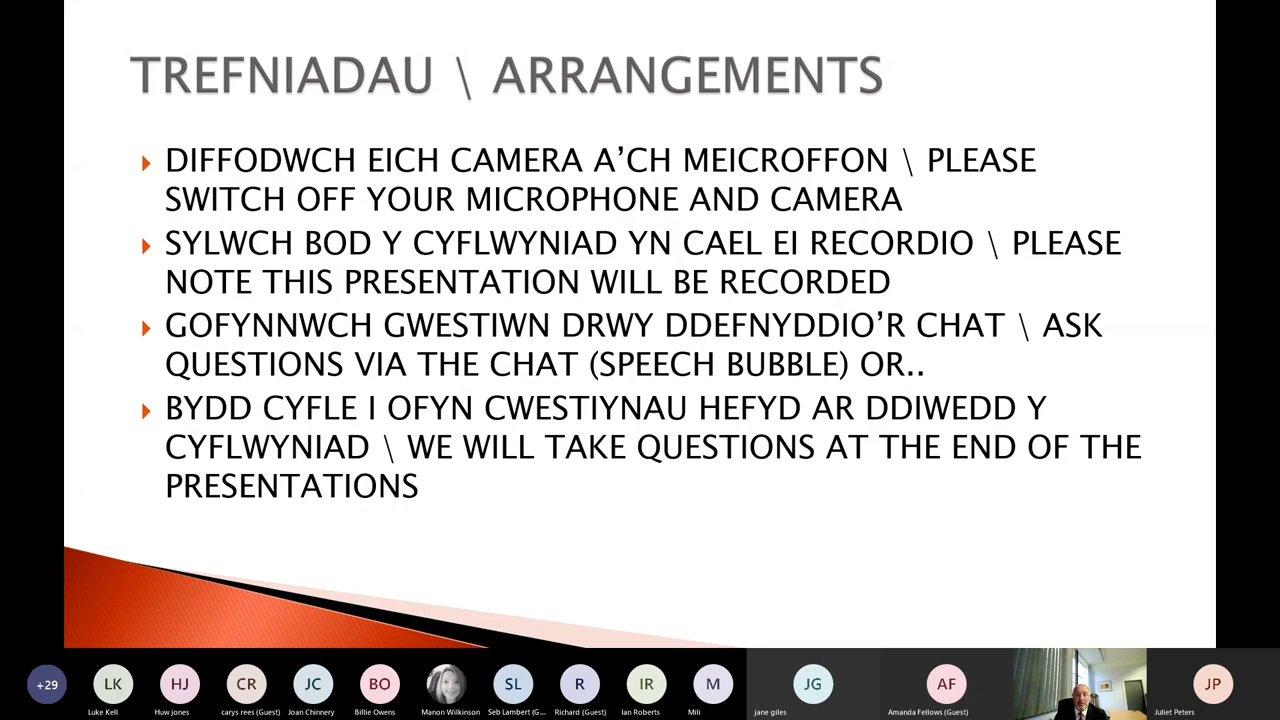 TREFNIADAU \ ARRANGEMENTS
DIFFODWCH EICH CAMERA A’CH MEICROFFON \ PLEASE
SWITCH OFF YOUR MICROPHONE AND CAMERA
SYLWCH BOD Y CYFLWYNIAD YN CAEL EI RECORDIO \ PLEASE
NOTE THIS PRESENTATION WILL BE RECORDED
GOFYNNWCH GWESTIWN DRWY DDEFNYDDIO’R CHAT \ ASK
QUESTIONS VIA THE CHAT (SPEECH BUBBLE) OR..
BYDD CYFLE I OFYN CWESTIYNAU HEFYD AR DDIWEDD Y
CYFLWYNIAD \ WE WILL TAKE QUESTIONS AT THE END OF THE
PRESENTATIONS
+29 LK HJ CR JC BO SL R IR M JG AF JP
Luke Kell Huw jones carys rees (Guest) Joan Chinnery Billie Owens Manon Wilkinson Seb Lambert (G... Richard (Guest) Ian Roberts Mili jane giles Amanda Fellows (Guest) Juliet Peters